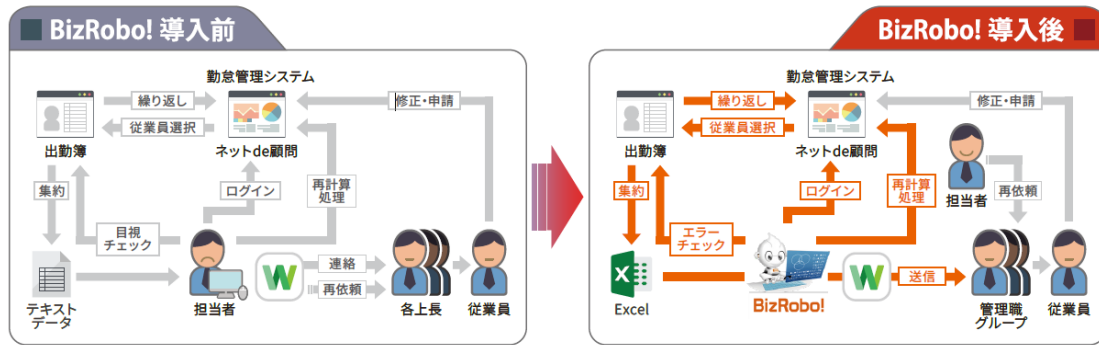 BizRobo! 導入前
勤怠管理システム
繰り返し
従業員選択
修正・申請
出勤簿
ネットde顧問
集約
ログイン
再計算
処理
目視
チェック
連絡
再依頼
テキスト
データ
担当者
各上長
従業員
BizRobo! 導入後
勤怠管理システム
繰り返し
従業員選択
修正・申請
出勤簿
ネットde顧問
集約
ログイン
再計算
処理
担当者
再依頼
エラー
チェック
送信
Excel
BizRobo!
管理職
グループ
従業員